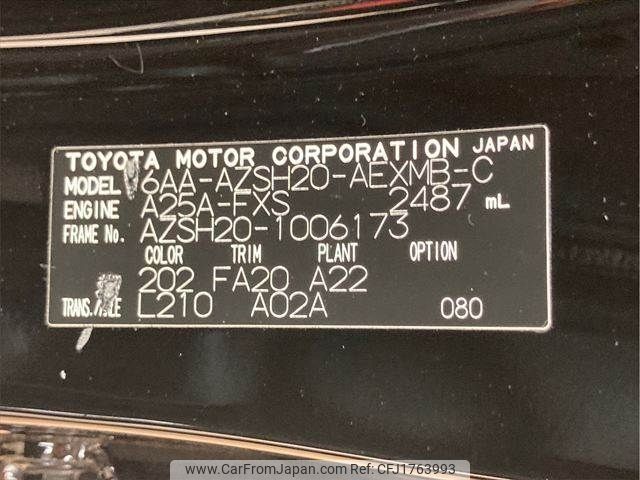 TOYOTA MOTOR CORPORATION JAPAN
MODEL 6AA-AZSH20-AEXMB-C
ENGINE A25A-FXS 2487 mL
FRAME No. AZSH20-1006173
COLOR TRIM PLANT OPTION
202 FA20 A22
L210 A02A 080
www.CarFromJapan.com CFJ1763993